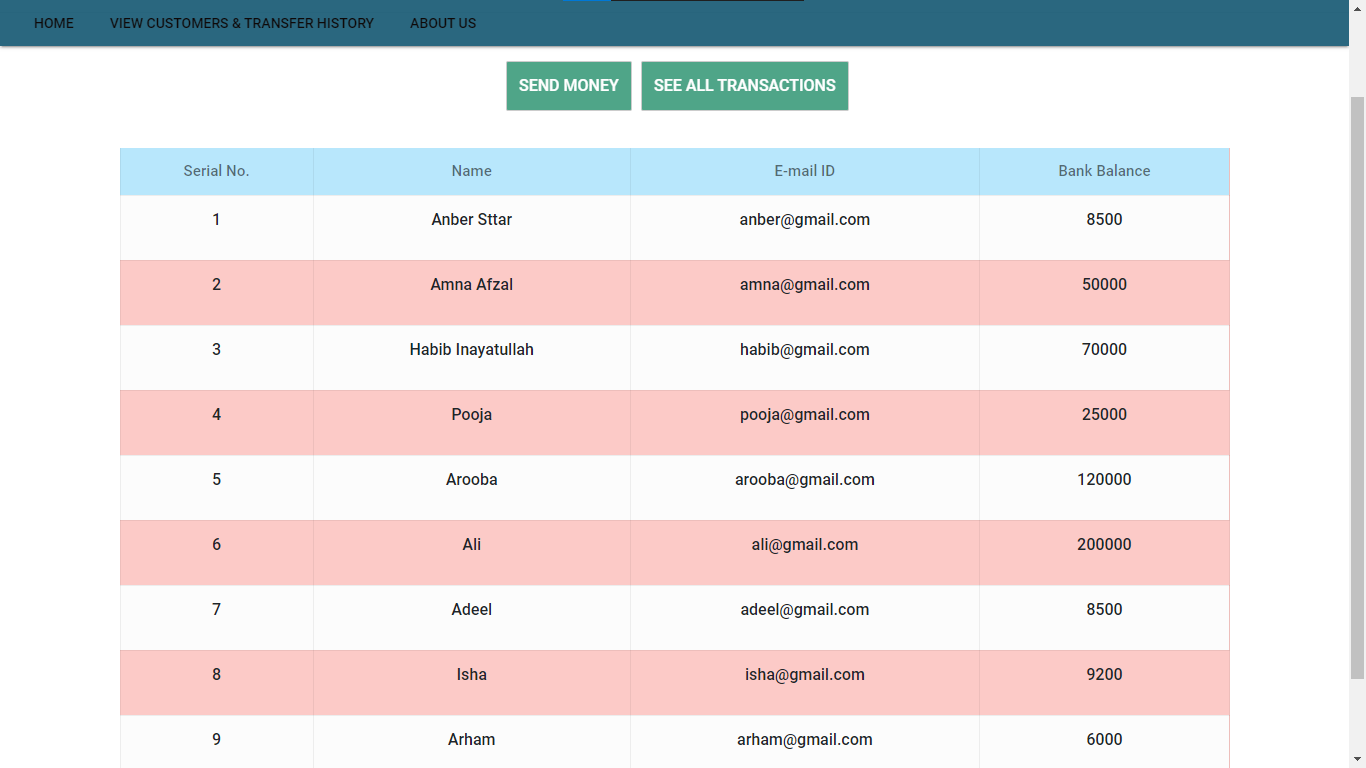 HOME VIEW CUSTOMERS & TRANSFER HISTORY ABOUT US
SEND MONEY SEE ALL TRANSACTIONS
Serial No. Name E-mail ID Bank Balance
1 Anber Sttar anber@gmail.com 8500
2 Amna Afzal amna@gmail.com 50000
3 Habib Inayatullah habib@gmail.com 70000
4 Pooja pooja@gmail.com 25000
5 Arooba arooba@gmail.com 120000
6 Ali ali@gmail.com 200000
7 Adeel adeel@gmail.com 8500
8 Isha isha@gmail.com 9200
9 Arham arham@gmail.com 6000